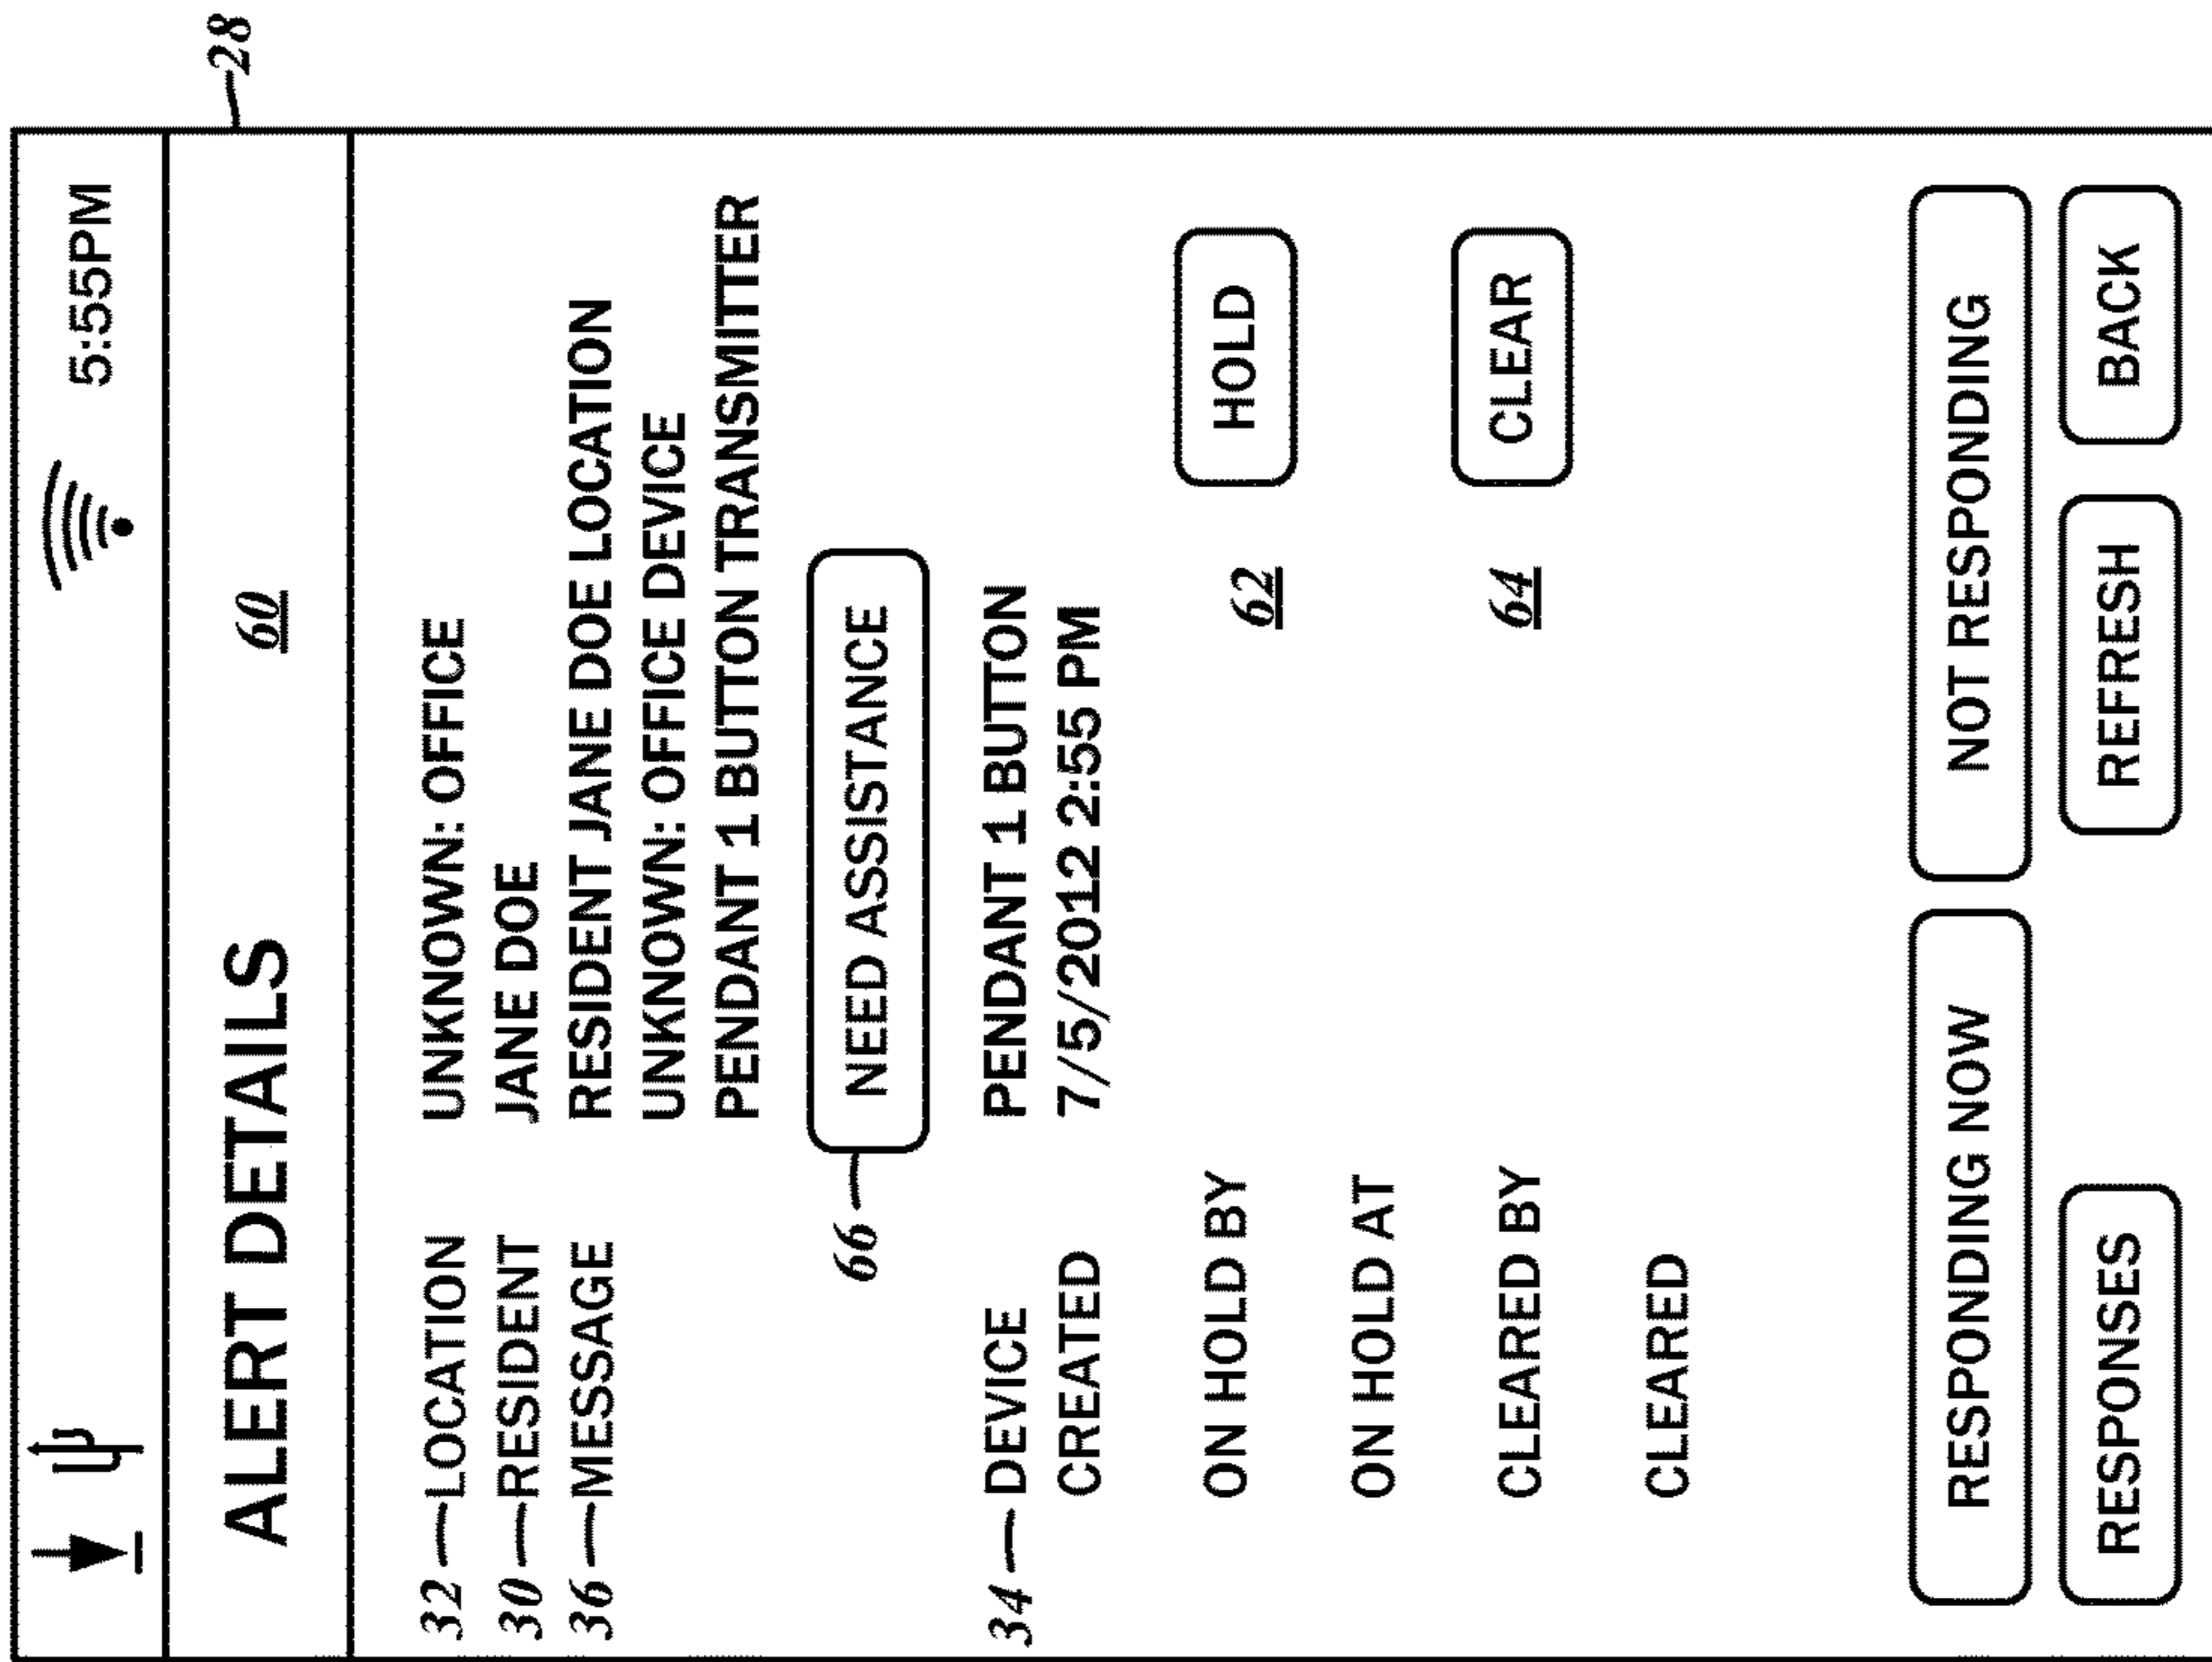 5:55PM
28
ALERT DETAILS 60
32 LOCATION UNKNOWN: OFFICE
30 RESIDENT JANE DOE
36 MESSAGE RESIDENT JANE DOE LOCATION
UNKNOWN: OFFICE DEVICE
PENDANT 1 BUTTON TRANSMITTER
66 NEED ASSISTANCE
34 DEVICE PENDANT 1 BUTTON
CREATED 7/5/2012 2:55 PM
ON HOLD BY 62 HOLD
ON HOLD AT
CLEARED BY 64 CLEAR
CLEARED
RESPONDING NOW NOT RESPONDING
RESPONSES REFRESH BACK